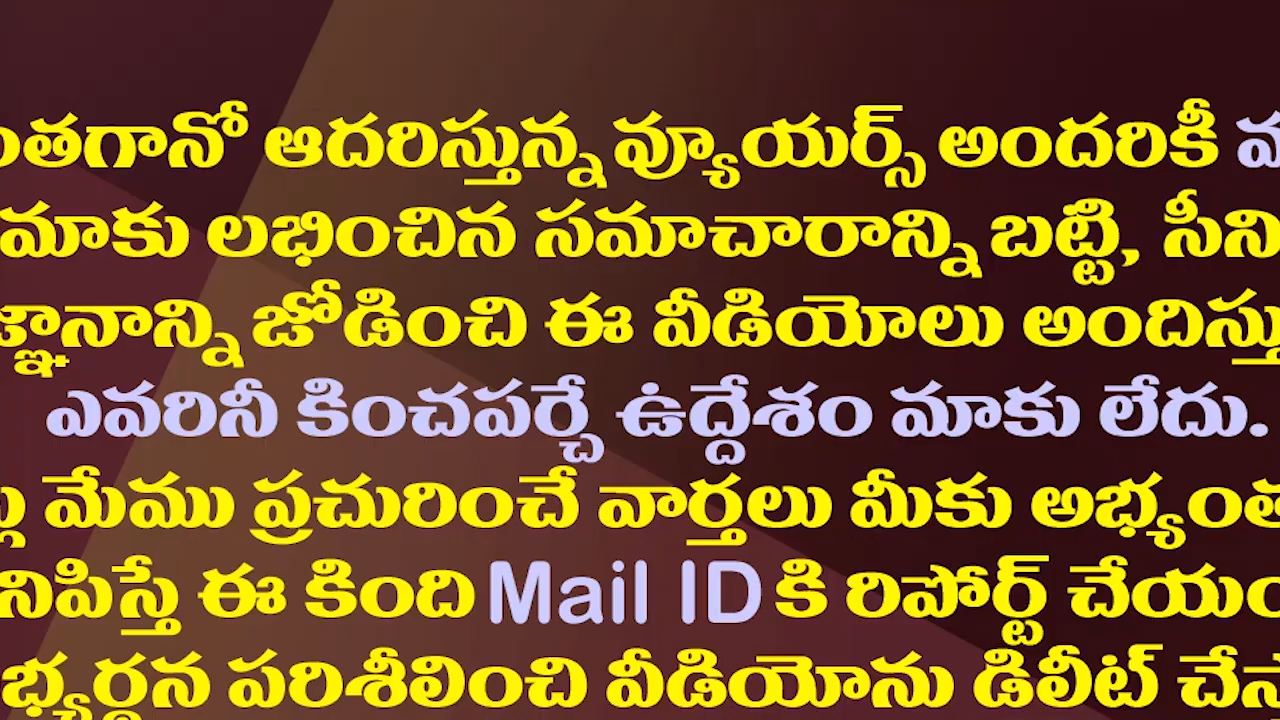 ంతగానో ఆదరిస్తున్న వ్యూయర్స్ అందరికీ
మాకు లభించిన సమాచారాన్ని బట్టి, సీని
జ్ఞానాన్ని జోడించి ఈ వీడియోలు అందిస్తు
ఎవరినీ కించపర్చే ఉద్దేశం మాకు లేదు.
మేము ప్రచురించే వార్తలు మీకు అభ్యంత
నిపిస్తే ఈ కింది Mail ID కి రిపోర్ట్ చేయం
భ్యర్థన పరిశీలించి వీడియోను డిలీట్ చేస